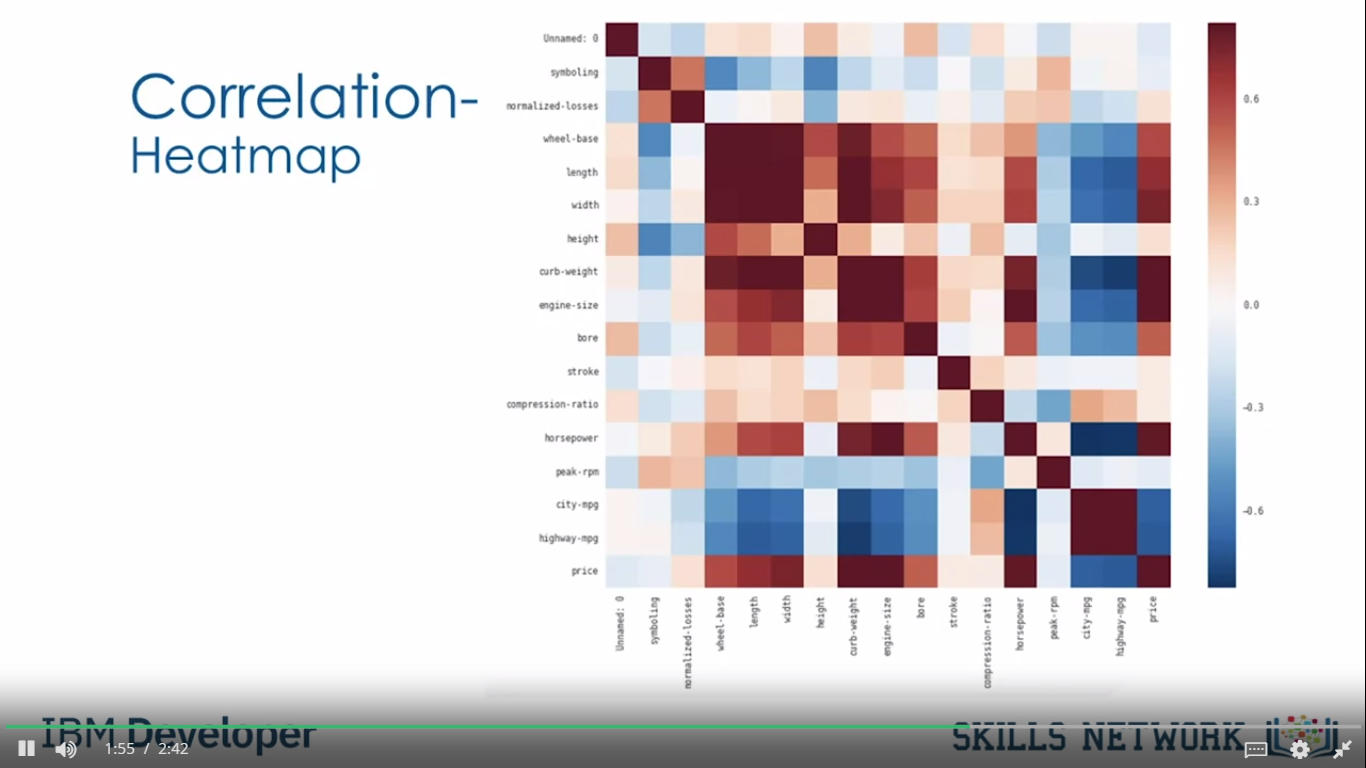 Correlation-
Heatmap
Unnamed: 0
symboling
normalized-losses
wheel-base
length
width
height
curb-weight
engine-size
bore
stroke
compression-ratio
horsepower
peak-rpm
city-mpg
highway-mpg
price
Unnamed: 0
symboling
normalized-losses
wheel-base
length
width
height
curb-weight
engine-size
bore
stroke
compression-ratio
horsepower
peak-rpm
city-mpg
highway-mpg
price
0.6
0.3
0.0
-0.3
-0.6
IBM Developer
SKILLS NETWORK
1:55 / 2:42